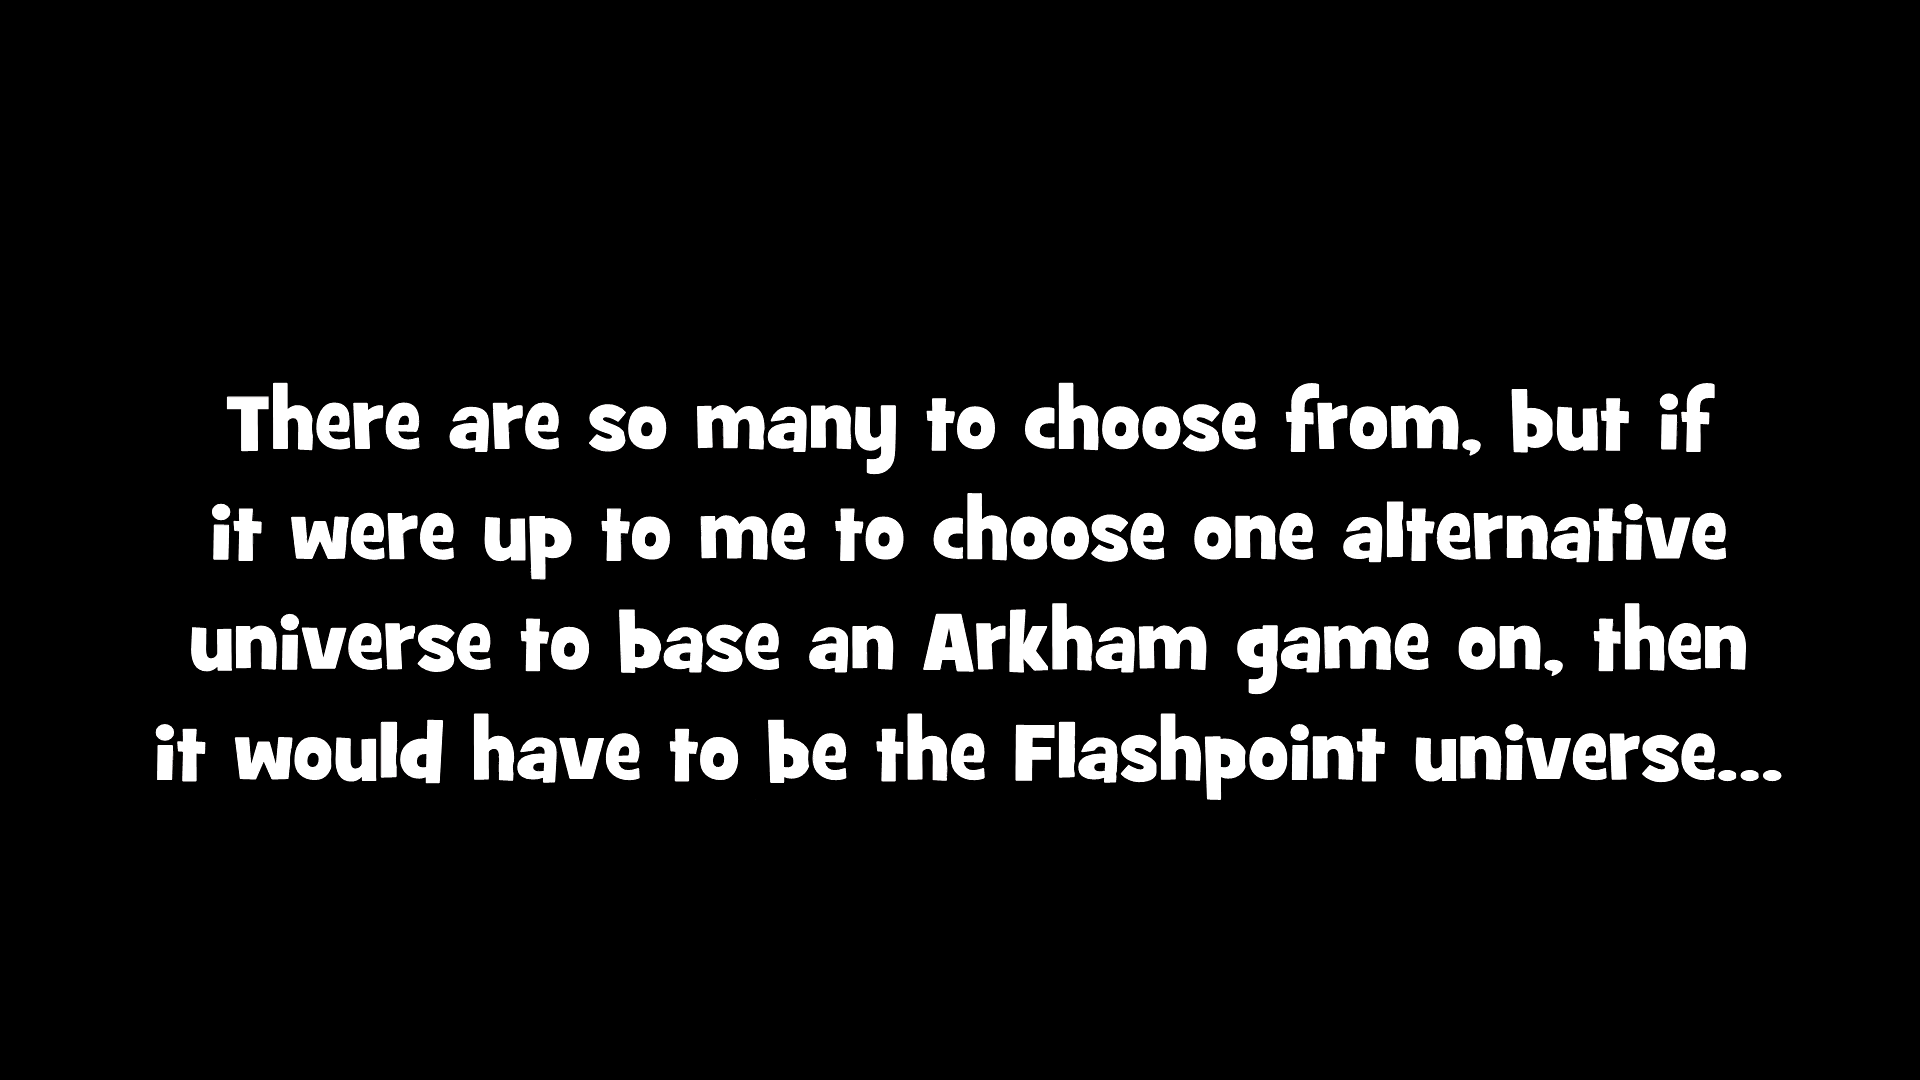 There are so many to choose from, but if
it were up to me to choose one alternative
universe to base an Arkham game on, then
it would have to be the Flashpoint universe...